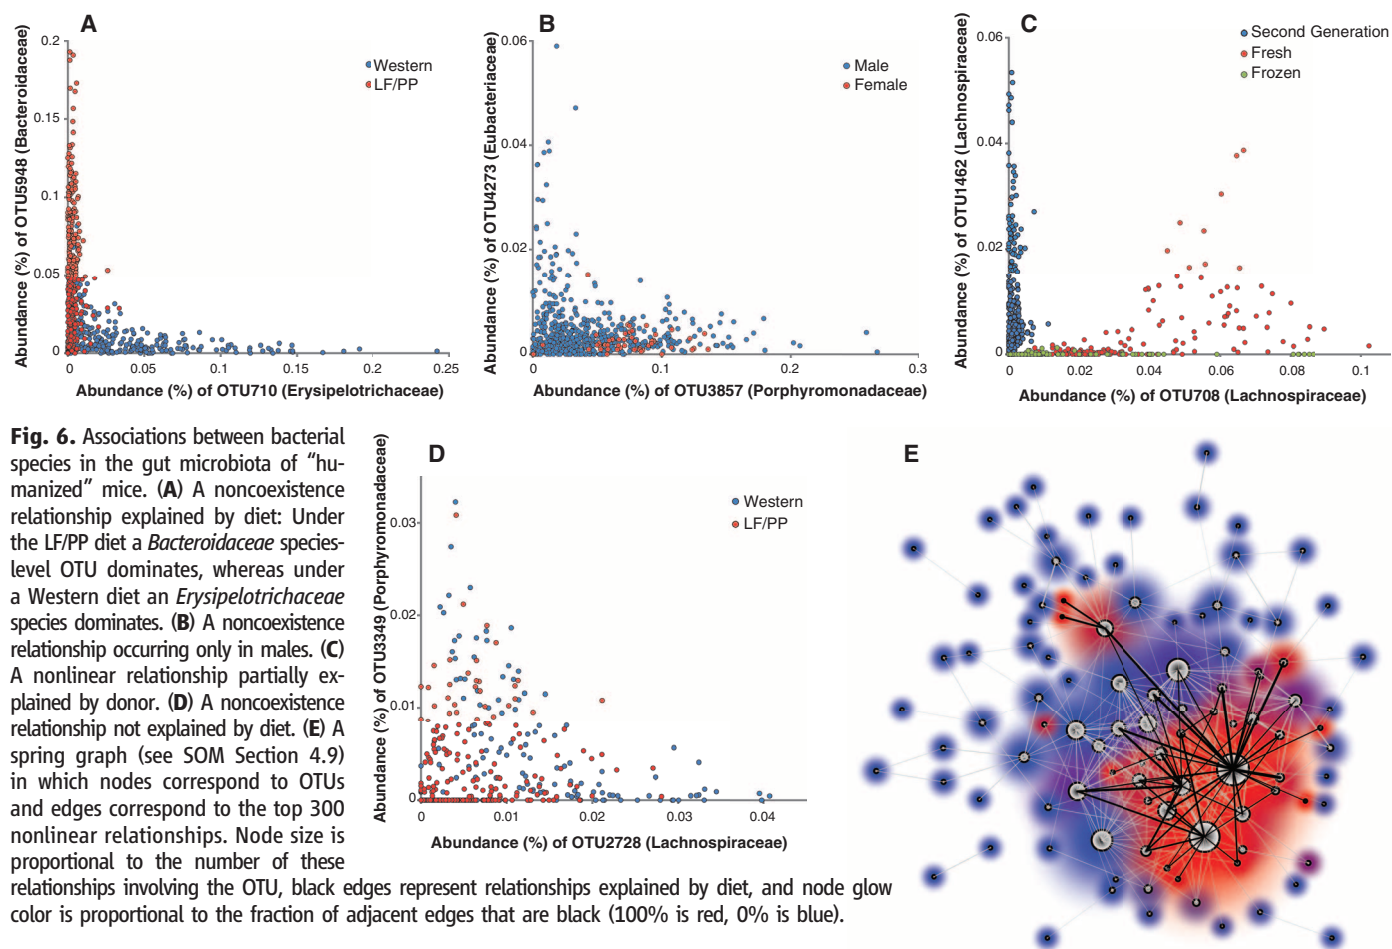 A
Abundance (%) of OTU5948 (Bacteroidaceae)
0.2
0.15
0.1
0.05
0
0.05
0.1
0.15
0.2
0.25
Abundance (%) of OTU710 (Erysipelotrichaceae)
Western
LF/PP
B
Abundance (%) of OTU4273 (Eubacteriaceae)
0.06
0.04
0.02
0
0
0.1
0.2
0.3
Abundance (%) of OTU3857 (Porphyromonadaceae)
Male
Female
C
Abundance (%) of OTU1462 (Lachnospiraceae)
0.06
0.04
0.02
0
0
0.02
0.04
0.06
0.08
0.1
Abundance (%) of OTU708 (Lachnospiraceae)
Second Generation
Fresh
Frozen
Fig. 6. Associations between bacterial
species in the gut microbiota of “hu-
manized” mice. (A) A noncoexistence
relationship explained by diet: Under
the LF/PP diet a Bacteroidaceae species-
level OTU dominates, whereas under
a Western diet an Erysipelotrichaceae
species dominates. (B) A noncoexistence
relationship occurring only in males. (C)
A nonlinear relationship partially ex-
plained by donor. (D) A noncoexistence
relationship not explained by diet. (E) A
spring graph (see SOM Section 4.9)
in which nodes correspond to OTUs
and edges correspond to the top 300
nonlinear relationships. Node size is
proportional to the number of these
relationships involving the OTU, black edges represent relationships explained by diet, and node glow
color is proportional to the fraction of adjacent edges that are black (100% is red, 0% is blue).
D
Abundance (%) of OTU3349 (Porphyromonadaceae)
0.03
0.02
0.01
0
0
0.01
0.02
0.03
0.04
Abundance (%) of OTU2728 (Lachnospiraceae)
Western
LF/PP
E